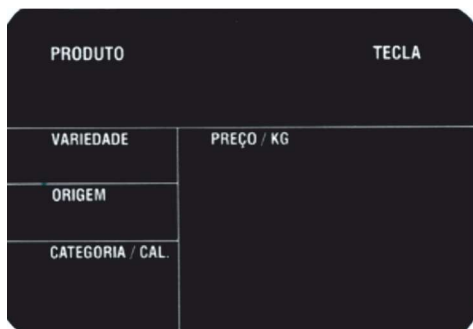 PRODUTO TECLA
VARIEDADE PREÇO / KG
ORIGEM
CATEGORIA / CAL.